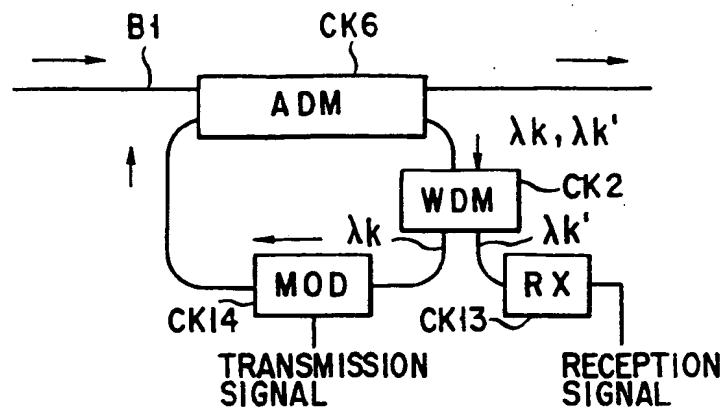 B1
CK6
ADM
λk, λk'
WDM
CK2
λk
λk'
MOD
RX
CK14
CK13
TRANSMISSION
SIGNAL
RECEPTION
SIGNAL